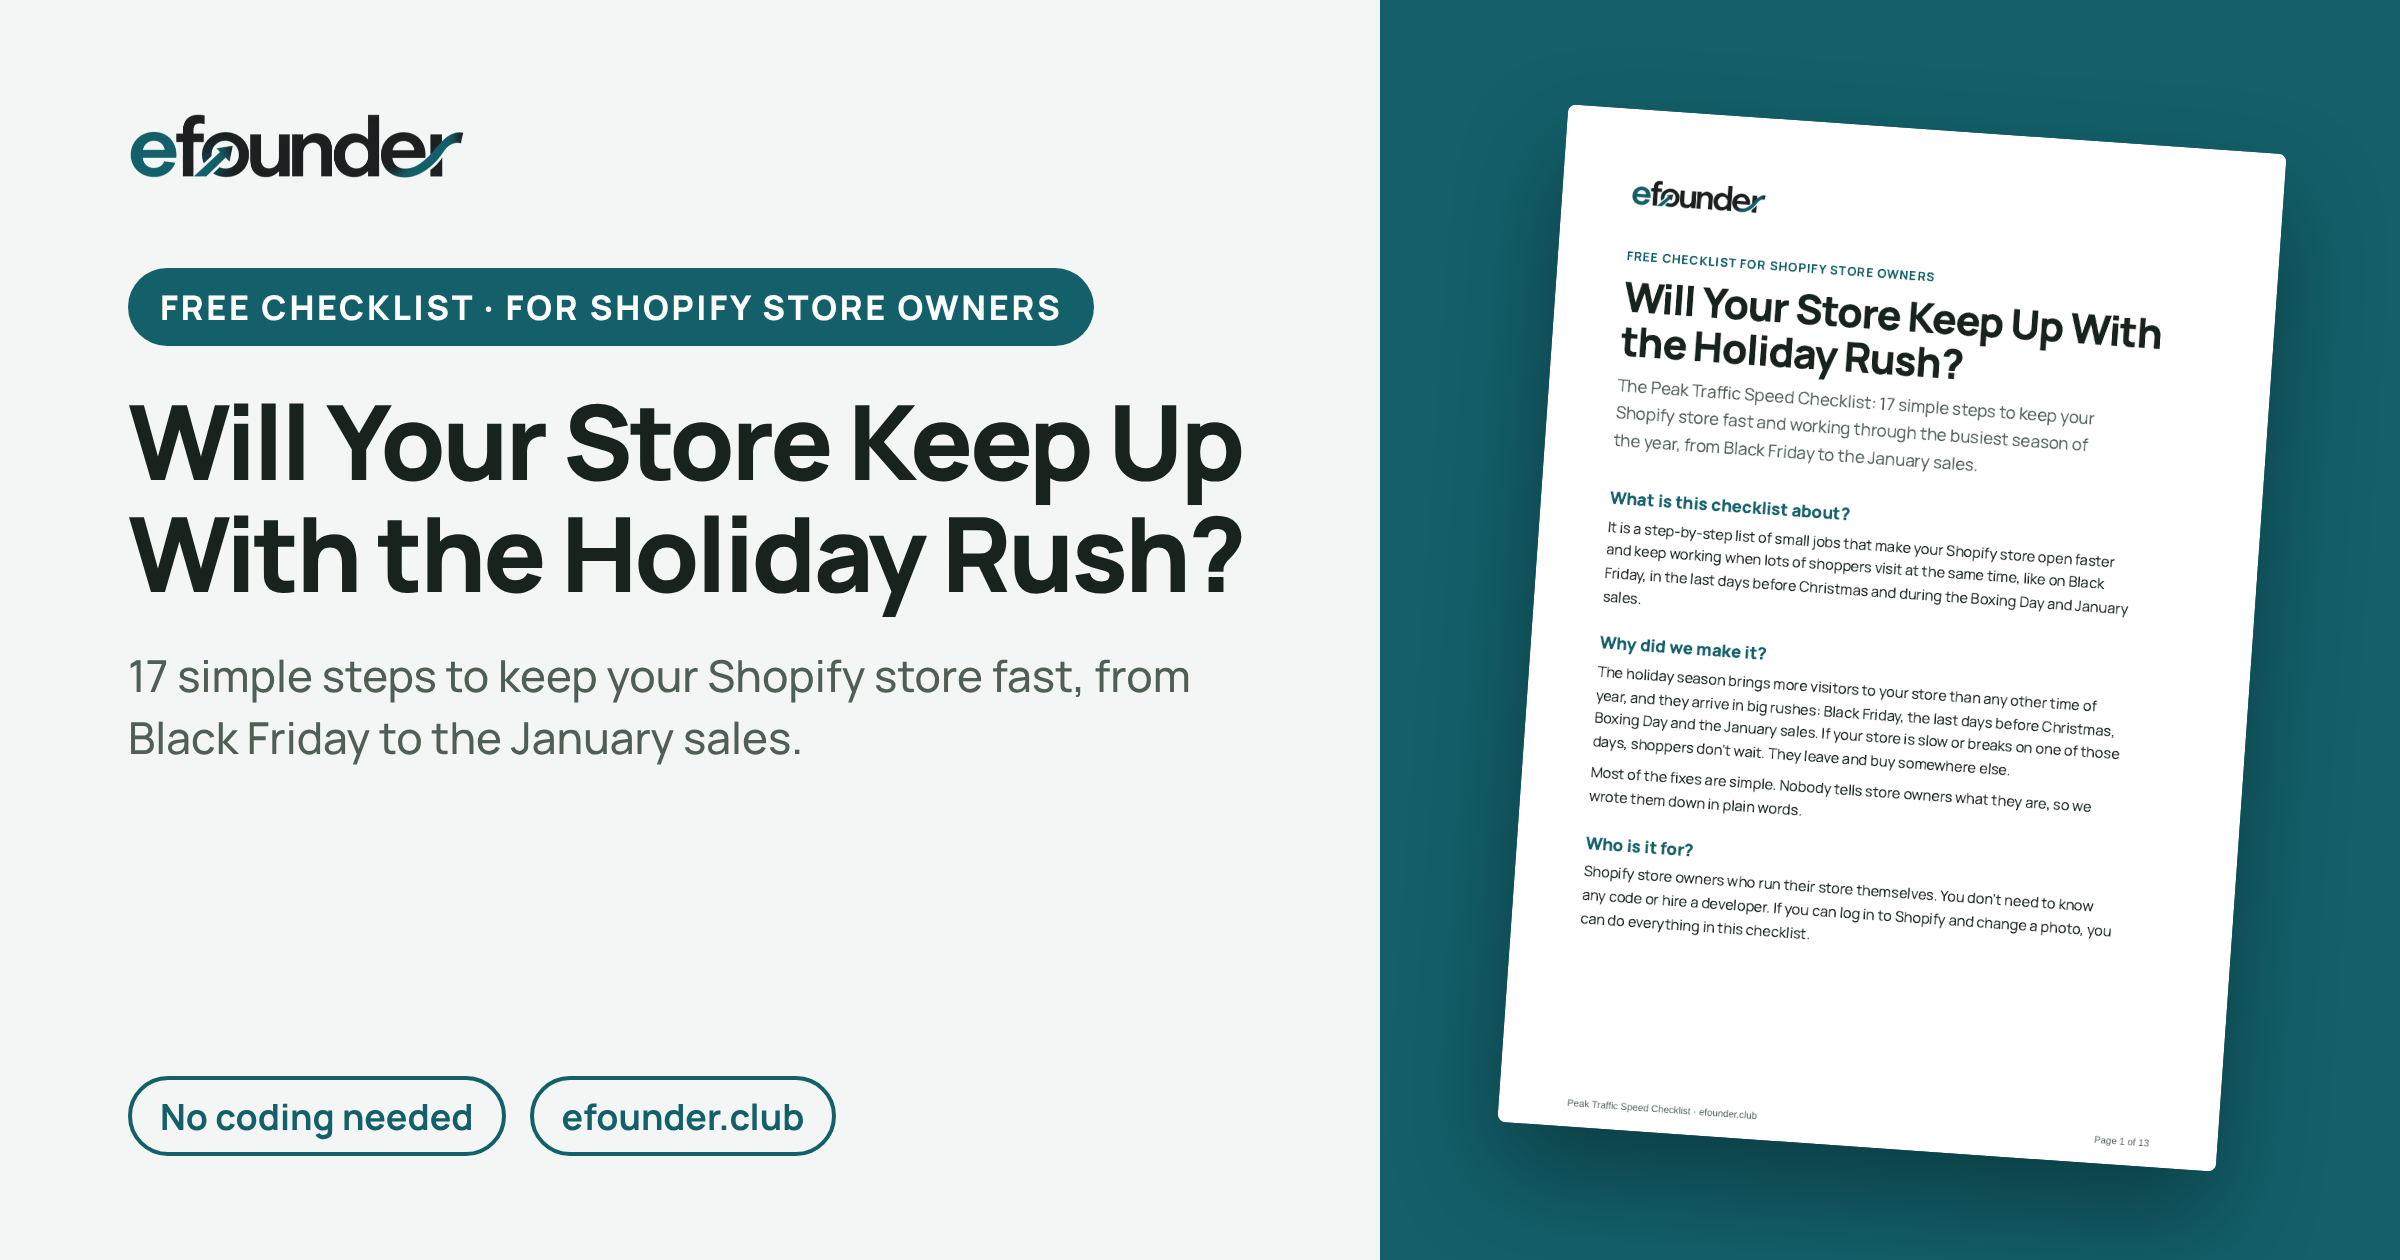 efounder
FREE CHECKLIST · FOR SHOPIFY STORE OWNERS
Will Your Store Keep Up
With the Holiday Rush?
17 simple steps to keep your Shopify store fast, from
Black Friday to the January sales.
No coding needed
efounder.club
efounder
FREE CHECKLIST FOR SHOPIFY STORE OWNERS
Will Your Store Keep Up With
the Holiday Rush?
The Peak Traffic Speed Checklist: 17 simple steps to keep your
Shopify store fast and working through the busiest season of
the year, from Black Friday to the January sales.
What is this checklist about?
It is a step-by-step list of small jobs that make your Shopify store open faster
and keep working when lots of shoppers visit at the same time, like on Black
Friday, in the last days before Christmas and during the Boxing Day and January
sales.
Why did we make it?
The holiday season brings more visitors to your store than any other time of
year, and they arrive in big rushes: Black Friday, the last days before Christmas,
Boxing Day and the January sales. If your store is slow or breaks on one of those
days, shoppers don't wait. They leave and buy somewhere else.
Most of the fixes are simple. Nobody tells store owners what they are, so we
wrote them down in plain words.
Who is it for?
Shopify store owners who run their store themselves. You don't need to know
any code or hire a developer. If you can log in to Shopify and change a photo, you
can do everything in this checklist.
Peak Traffic Speed Checklist · efounder.club
Page 1 of 13